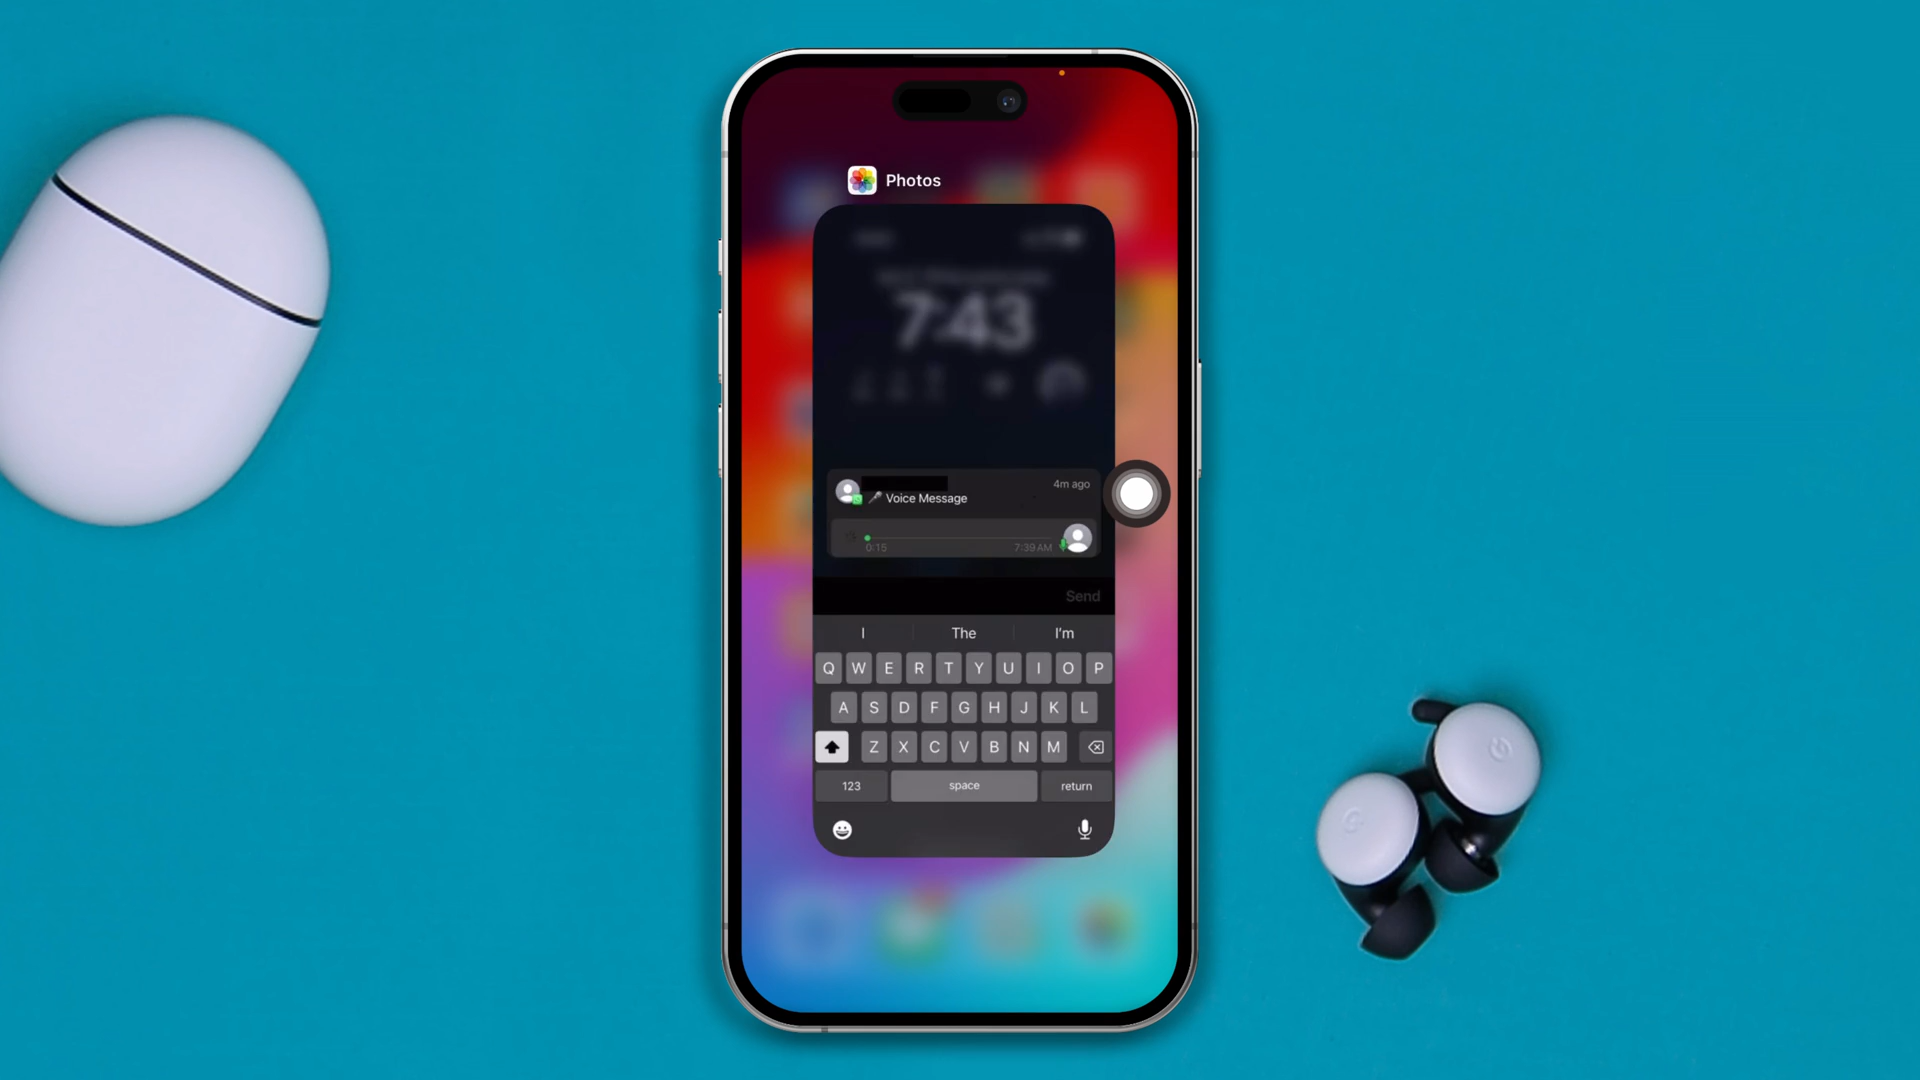 Photos
7:43
4m ago
Voice Message
0:15 7:39 AM
Send
I The I'm
Q W E R T Y U I O P
A S D F G H J K L
Z X C V B N M
123 space return